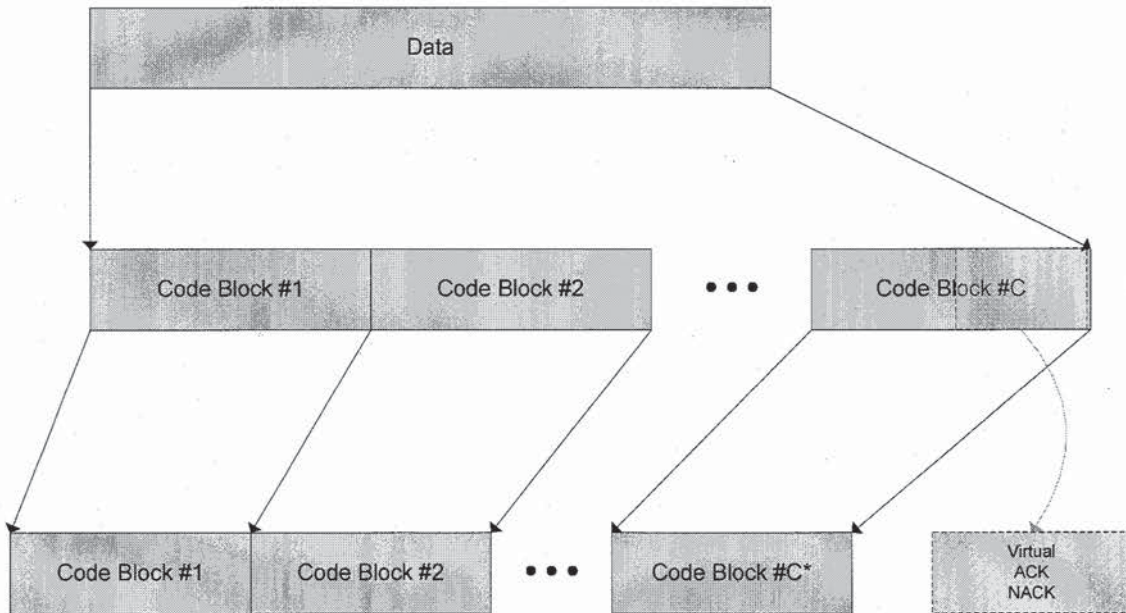 Data
Code Block #1
Code Block #2
Code Block #C
Code Block #1
Code Block #2
Code Block #C*
Virtual
ACK
NACK